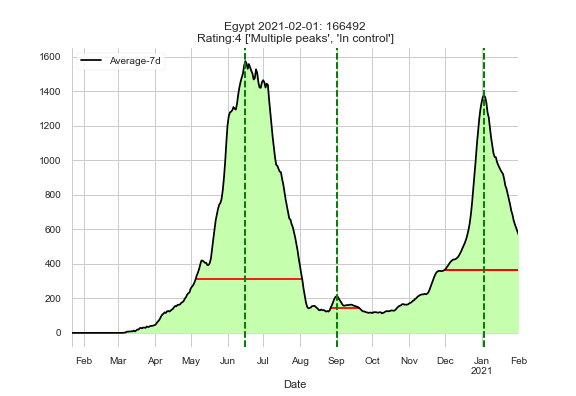 Egypt 2021-02-01: 166492
Rating:4 ['Multiple peaks', 'In control']
Average-7d
1600
1400
1200
1000
800
600
400
200
0
Feb Mar Apr May Jun Jul Aug Sep Oct Nov Dec Jan Feb
2021
Date